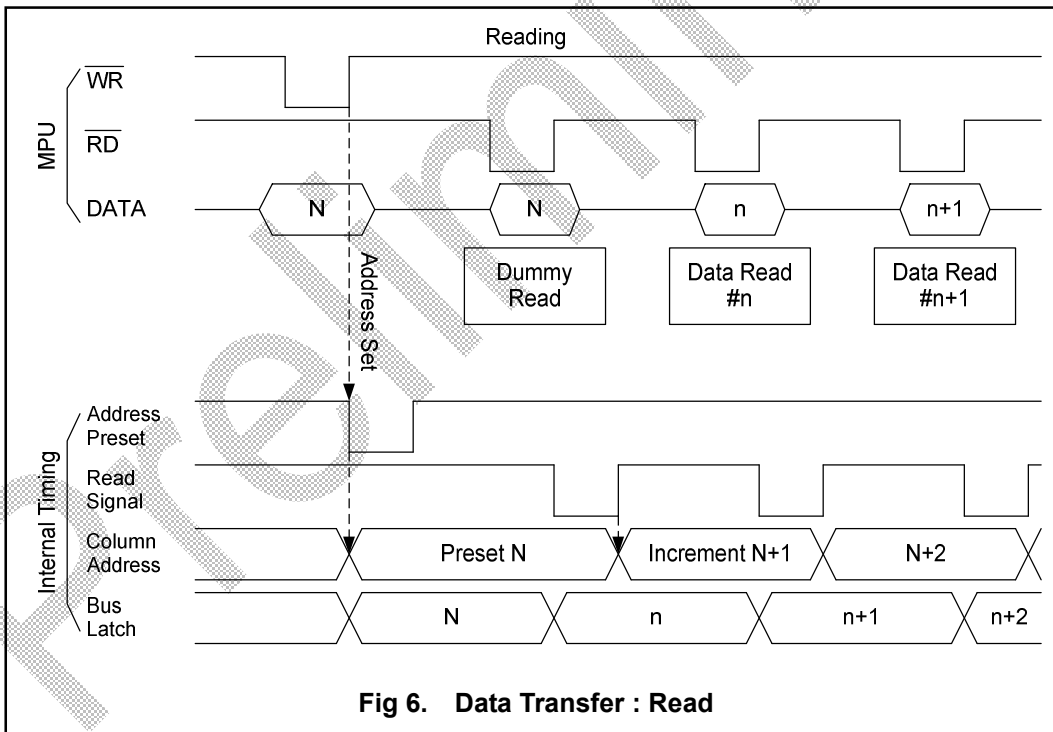 Reading
MPU
WR
RD
DATA
N
N
n
n+1
Dummy
Read
Data Read
#n
Data Read
#n+1
Address Set
Internal Timing
Address
Preset
Read
Signal
Column
Address
Preset N
Increment N+1
N+2
Bus
Latch
N
n
n+1
n+2
Fig 6. Data Transfer : Read